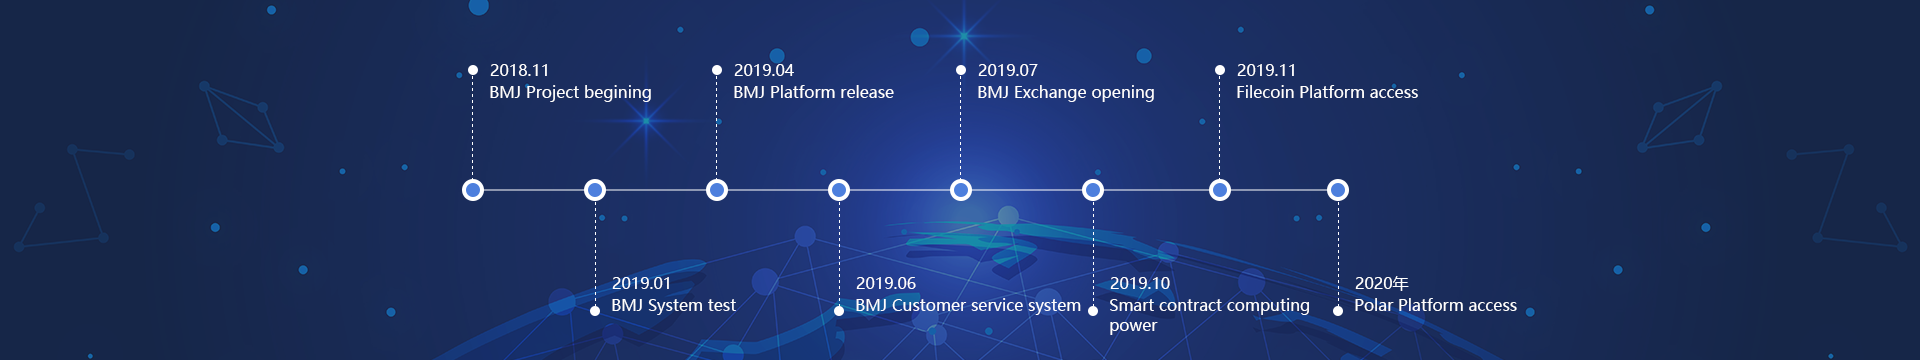 2018.11
BMJ Project begining
2019.04
BMJ Platform release
2019.07
BMJ Exchange opening
2019.11
Filecoin Platform access
2019.01
BMJ System test
2019.06
BMJ Customer service system
2019.10
Smart contract computing
power
2020年
Polar Platform access